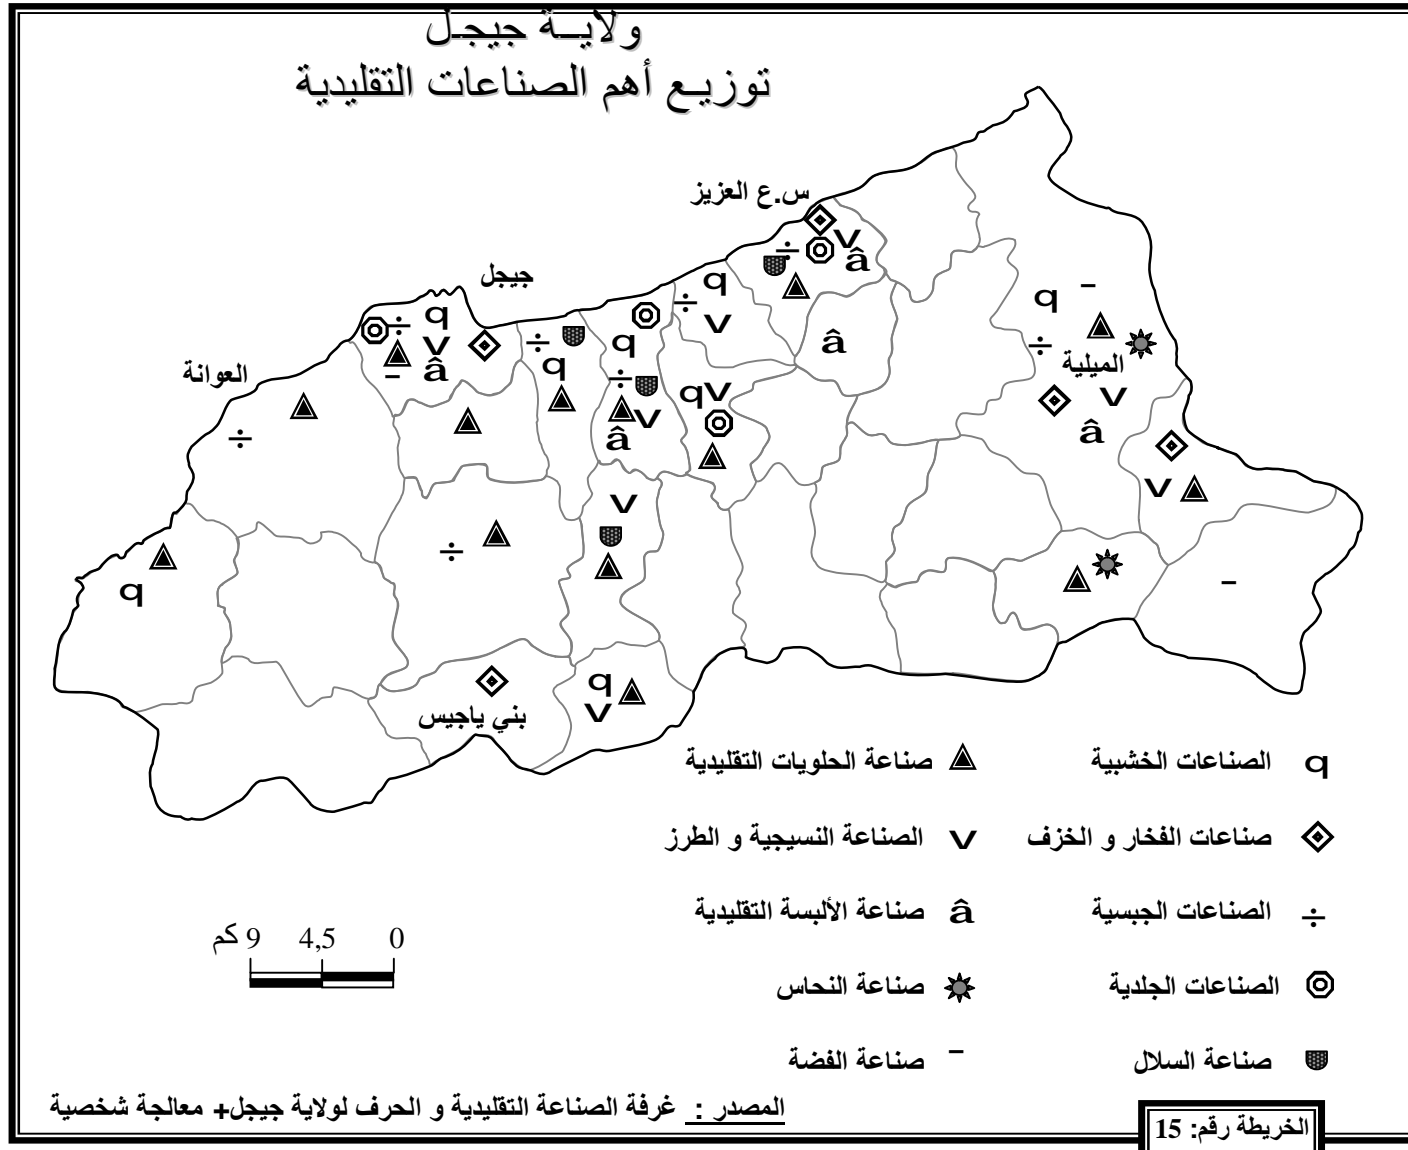 ولايــة جيجـل
توزيـع أهم الصناعات التقليدية
س.ع العزيز
جيجل
العوانة
الميلية
بني ياجيس
q الصناعات الخشبية
صناعة الحلويات التقليدية
صناعات الفخار و الخزف
v الصناعة النسيجية و الطرز
÷ الصناعات الجبسية
â صناعة الألبسة التقليدية
الصناعات الجلدية
صناعة النحاس
صناعة السلال
- صناعة الفضة
0 4,5 9 كم
المصدر : غرفة الصناعة التقليدية و الحرف لولاية جيجل+ معالجة شخصية
الخريطة رقم: 15